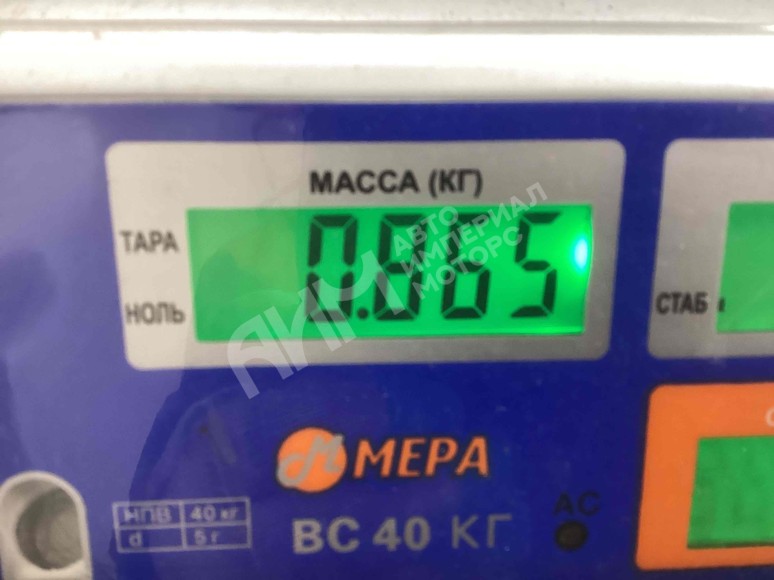 МАССА (КГ)
ТАРА
0.865
НОЛЬ
СТАБ
АВТО
ИМПЕРИАЛ
МОТОРС
АИМ
МЕРА
НПВ 40 кг
d 5 г
ВС 40 КГ
АС